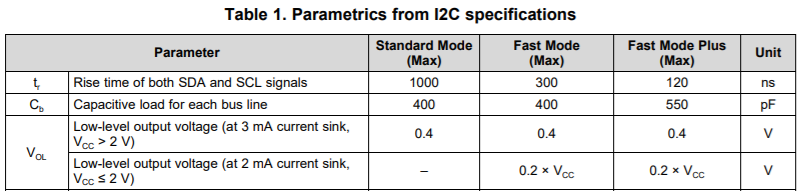 Table 1. Parametrics from I2C specifications
Parameter Standard Mode (Max) Fast Mode (Max) Fast Mode Plus (Max) Unit
tr Rise time of both SDA and SCL signals 1000 300 120 ns
Cb Capacitive load for each bus line 400 400 550 pF
VOL Low-level output voltage (at 3 mA current sink, VCC > 2 V) 0.4 0.4 0.4 V
Low-level output voltage (at 2 mA current sink, VCC ≤ 2 V) – 0.2 × VCC 0.2 × VCC V